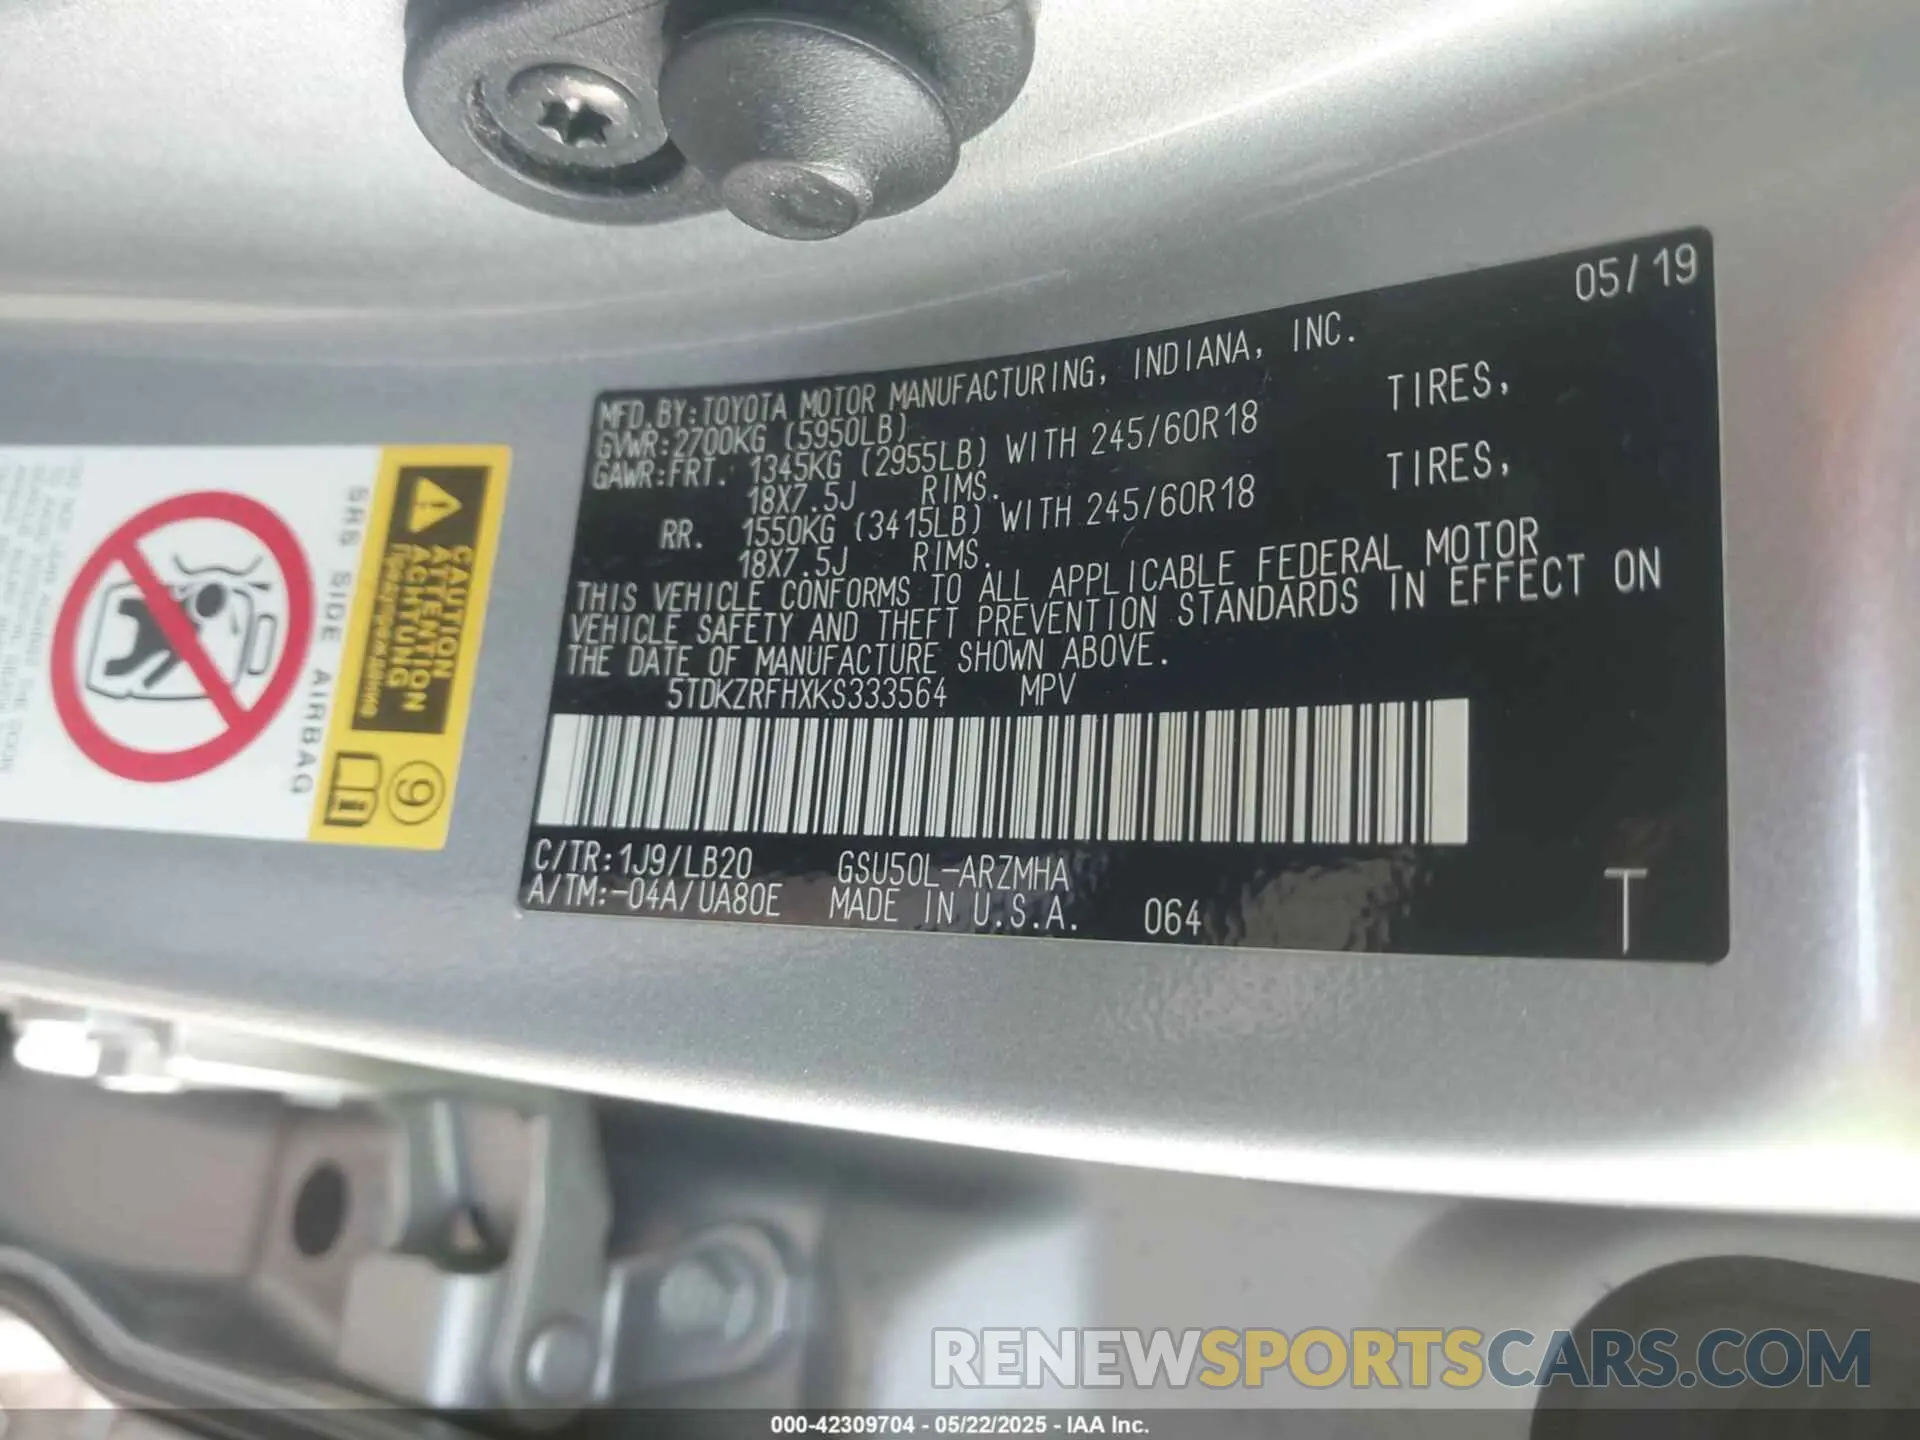 05/19
MFD.BY:TOYOTA MOTOR MANUFACTURING, INDIANA, INC.
GVWR:2700KG (5950LB)
GAWR:FRT. 1345KG (2955LB) WITH 245/60R18 TIRES,
18X7.5J RIMS.
RR. 1550KG (3415LB) WITH 245/60R18 TIRES,
18X7.5J RIMS.
THIS VEHICLE CONFORMS TO ALL APPLICABLE FEDERAL MOTOR
VEHICLE SAFETY AND THEFT PREVENTION STANDARDS IN EFFECT ON
THE DATE OF MANUFACTURE SHOWN ABOVE.
5TDKZRFHXKS333564 MPV
C/TR:1J9/LB20 GSU50L-ARZMHA
A/TM:-04A/UA80E MADE IN U.S.A. 064
T
CAUTION
ATTENTION
ACHTUNG
SRS SIDE AIRBAG
9
RENEWSPORTSCARS.COM
000-42309704 - 05/22/2025 - IAA Inc.